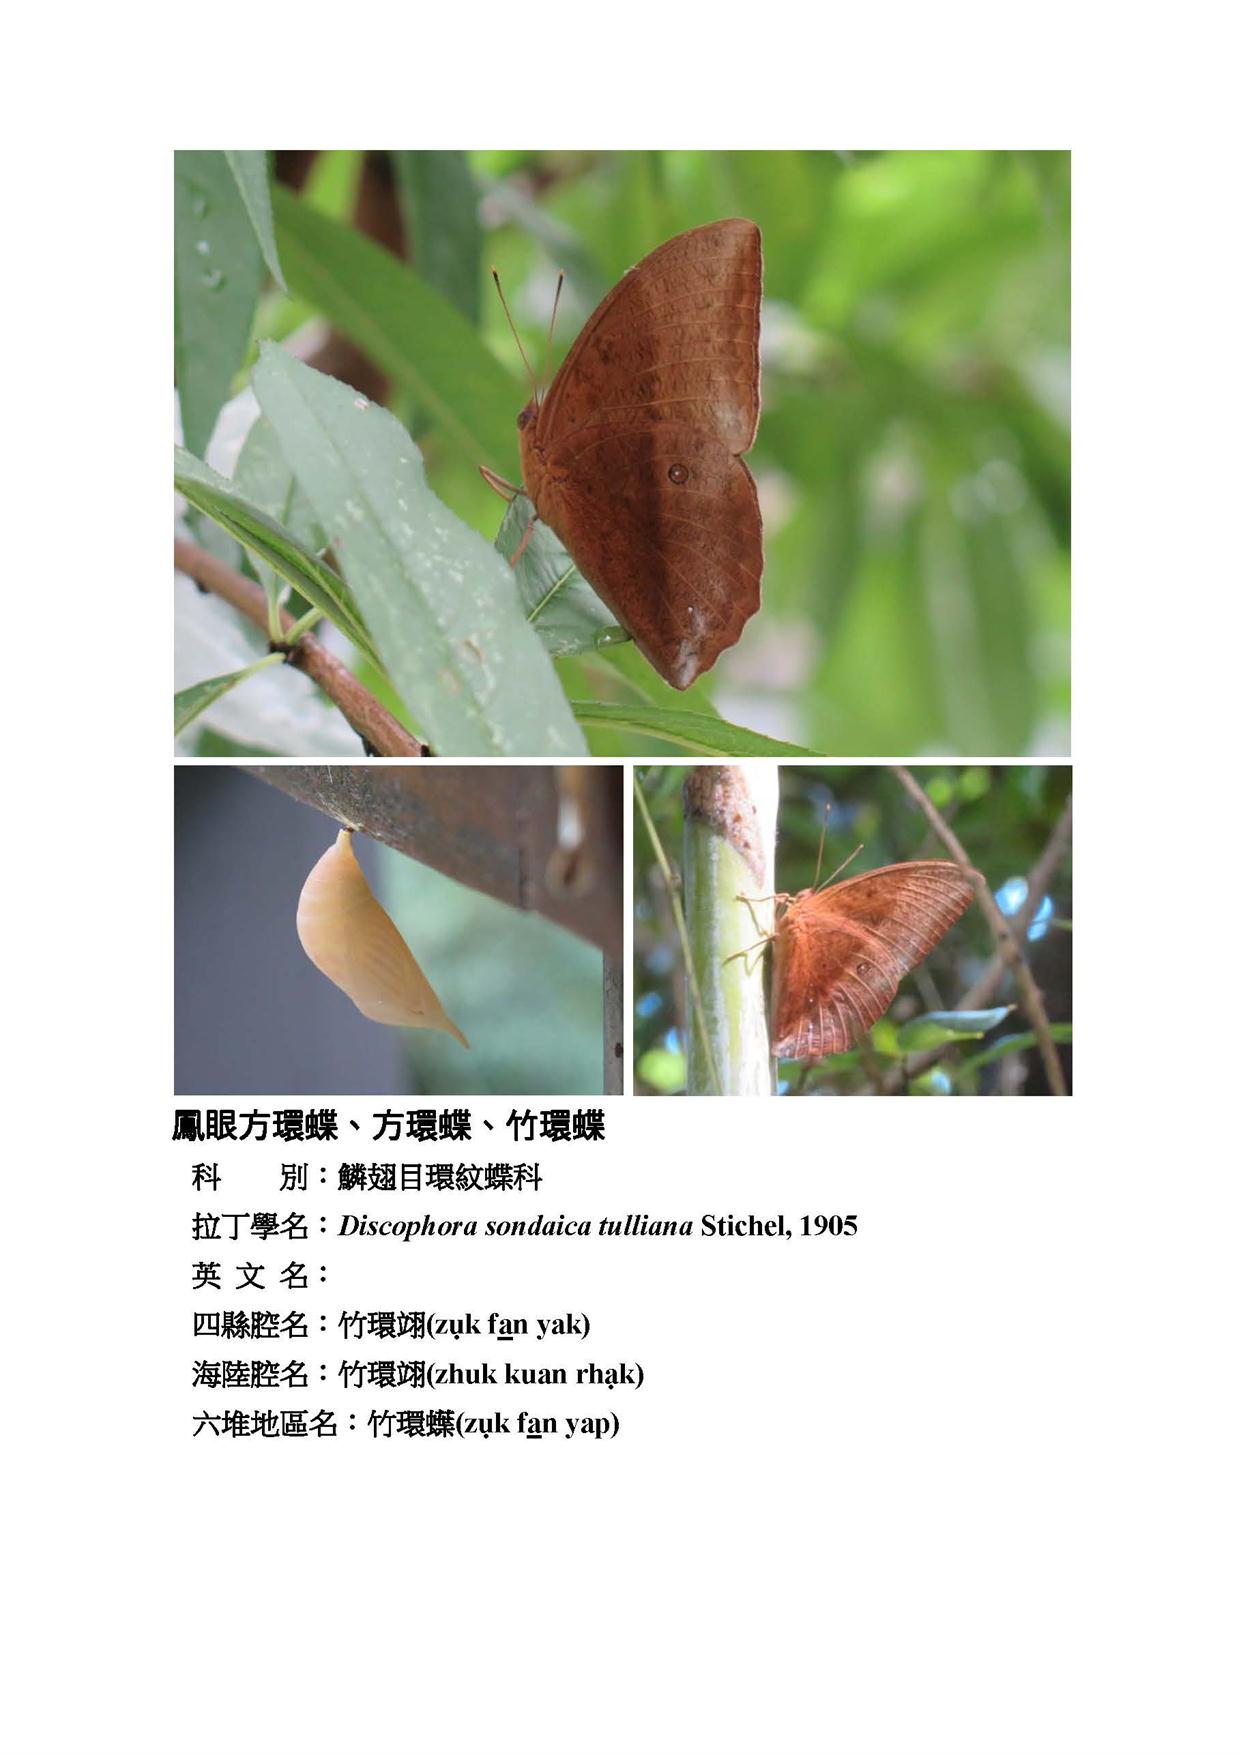 鳳眼方環蝶、方環蝶、竹環蝶
科　　別：鱗翅目環紋蝶科
拉丁學名：Discophora sondaica tulliana Stichel, 1905
英 文 名：
四縣腔名：竹環翊(zụk fa̲n yak)
海陸腔名：竹環翊(zhuk kuan rhạk)
六堆地區名：竹環蝶(zụk fa̲n yap)